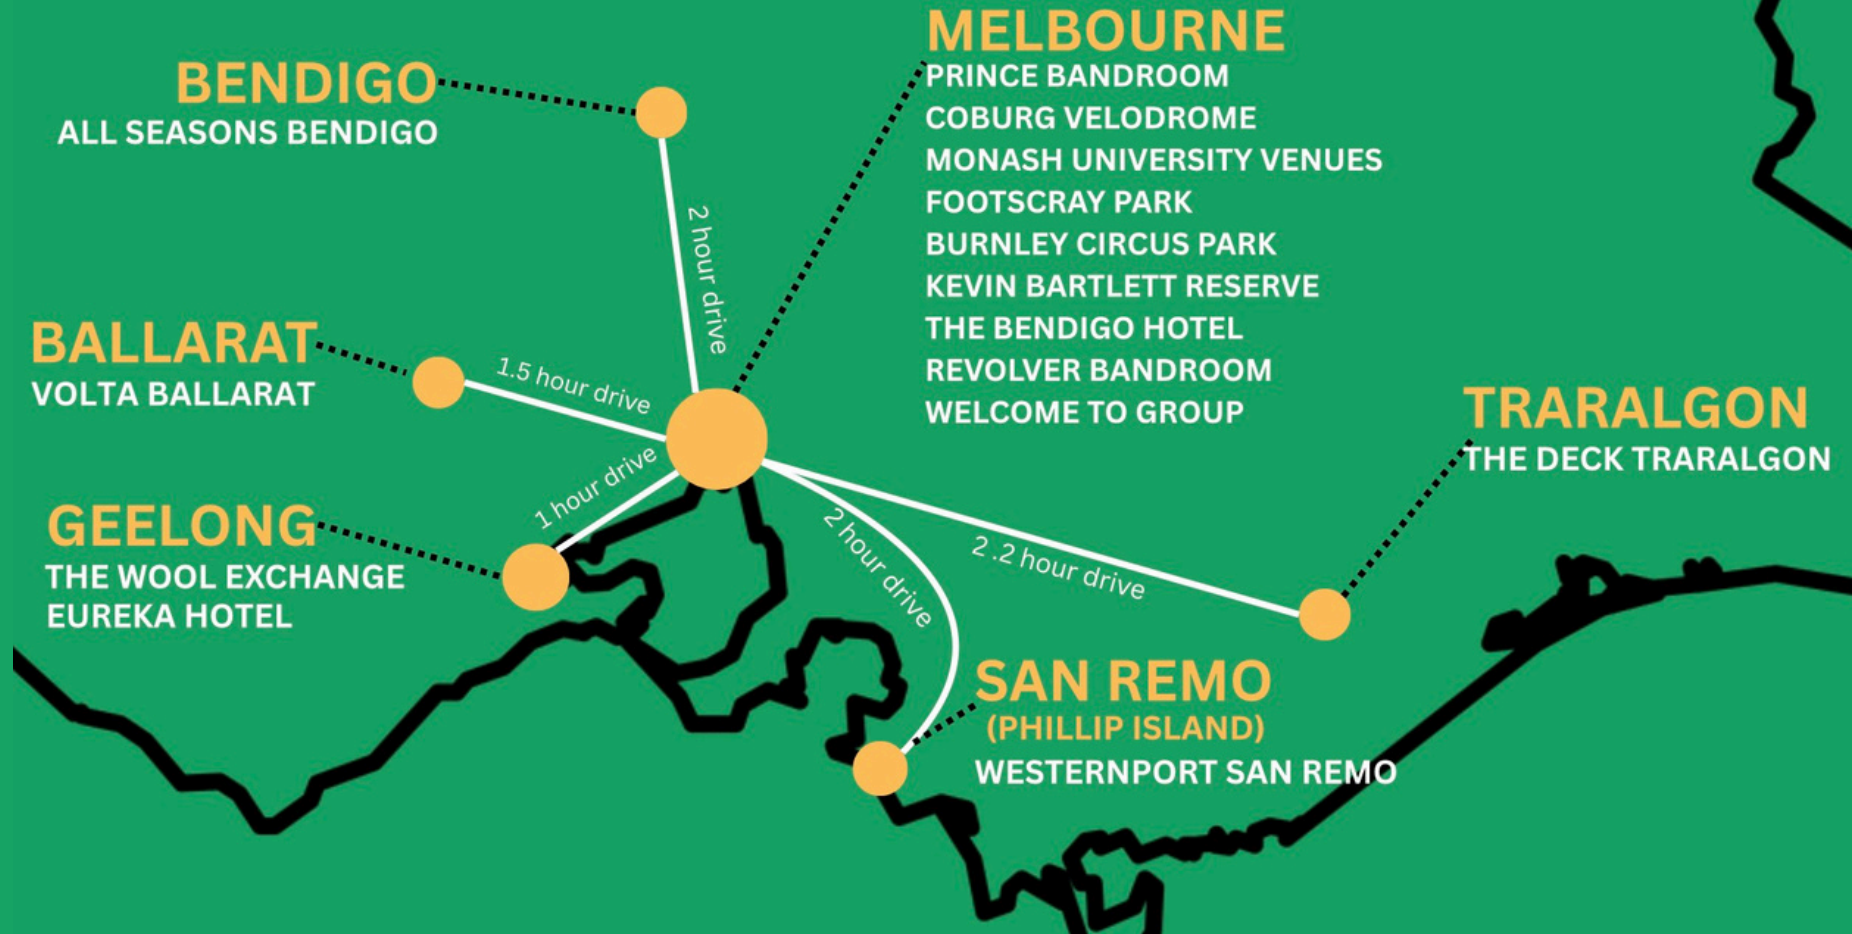 BENDIGO
ALL SEASONS BENDIGO
MELBOURNE
PRINCE BANDROOM
COBURG VELODROME
MONASH UNIVERSITY VENUES
FOOTSCRAY PARK
BURNLEY CIRCUS PARK
KEVIN BARTLETT RESERVE
THE BENDIGO HOTEL
REVOLVER BANDROOM
WELCOME TO GROUP
2 hour drive
BALLARAT
VOLTA BALLARAT
1.5 hour drive
TRARALGON
THE DECK TRARALGON
GEELONG
THE WOOL EXCHANGE
EUREKA HOTEL
1 hour drive
2 hour drive
2 .2 hour drive
SAN REMO
(PHILLIP ISLAND)
WESTERNPORT SAN REMO